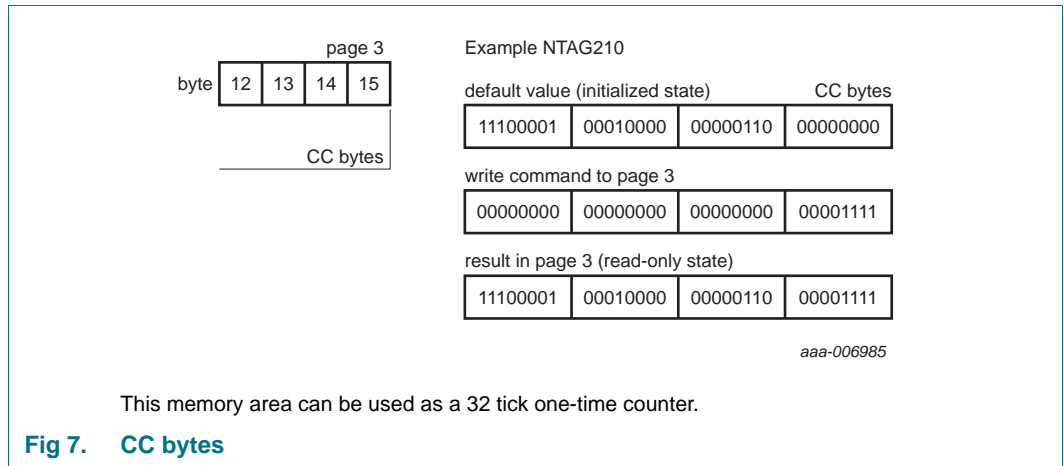 page 3
byte 12 13 14 15
CC bytes
Example NTAG210
default value (initialized state) CC bytes
11100001 00010000 00000110 00000000
write command to page 3
00000000 00000000 00000000 00001111
result in page 3 (read-only state)
11100001 00010000 00000110 00001111
aaa-006985
This memory area can be used as a 32 tick one-time counter.
Fig 7. CC bytes